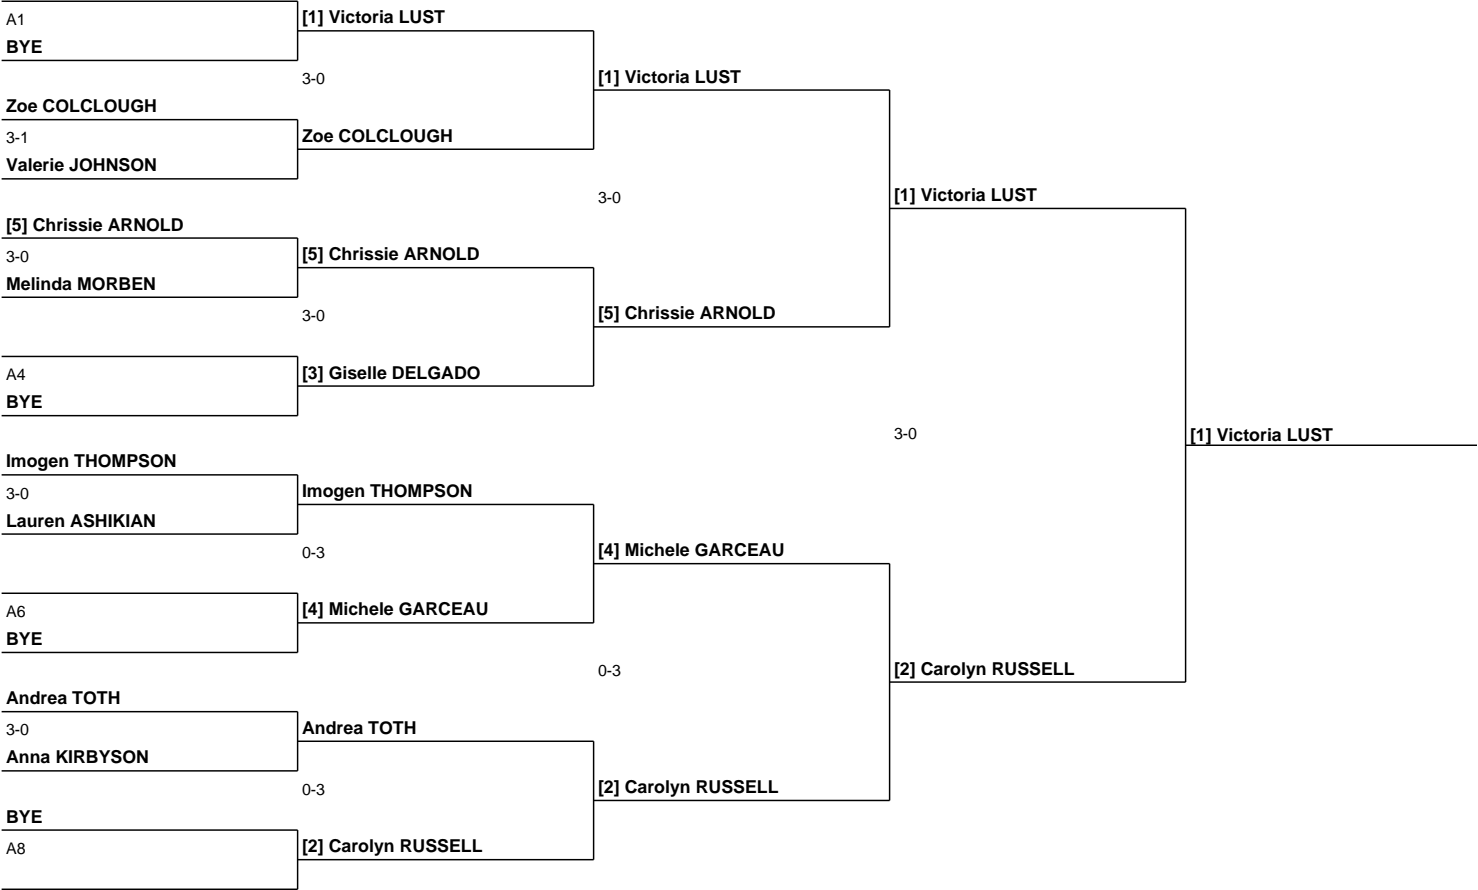 A1
BYE
Zoe COLCLOUGH
3-1
Valerie JOHNSON
[5] Chrissie ARNOLD
3-0
Melinda MORBEN
A4
BYE
Imogen THOMPSON
3-0
Lauren ASHIKIAN
A6
BYE
Andrea TOTH
3-0
Anna KIRBYSON
BYE
A8
[1] Victoria LUST
3-0
Zoe COLCLOUGH
[5] Chrissie ARNOLD
3-0
[3] Giselle DELGADO
Imogen THOMPSON
0-3
[4] Michele GARCEAU
Andrea TOTH
0-3
[2] Carolyn RUSSELL
[1] Victoria LUST
3-0
[5] Chrissie ARNOLD
[4] Michele GARCEAU
0-3
[2] Carolyn RUSSELL
[1] Victoria LUST
3-0
[2] Carolyn RUSSELL
[1] Victoria LUST